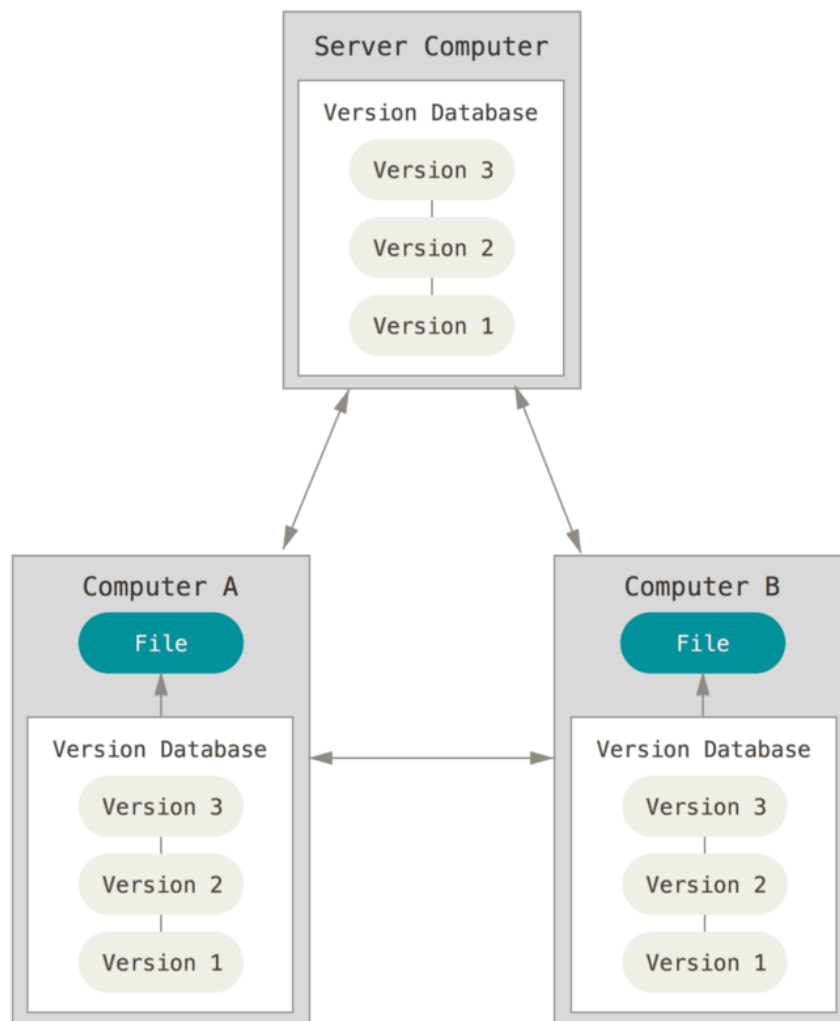 Server Computer
Version Database
Version 3
Version 2
Version 1
Computer A
File
Version Database
Version 3
Version 2
Version 1
Computer B
File
Version Database
Version 3
Version 2
Version 1